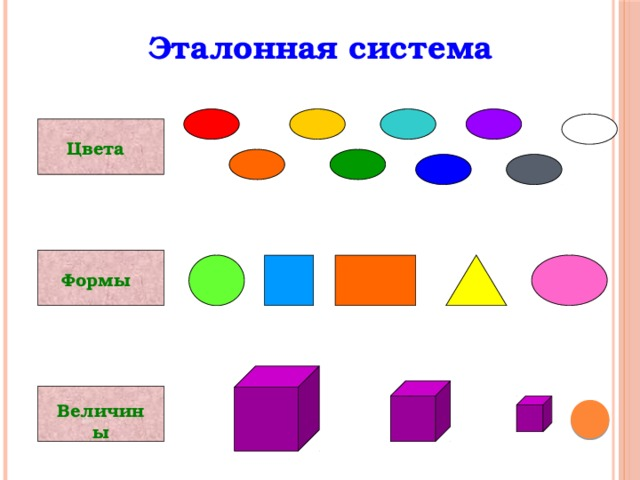 Эталонная система
Цвета
Формы
Величин
ы